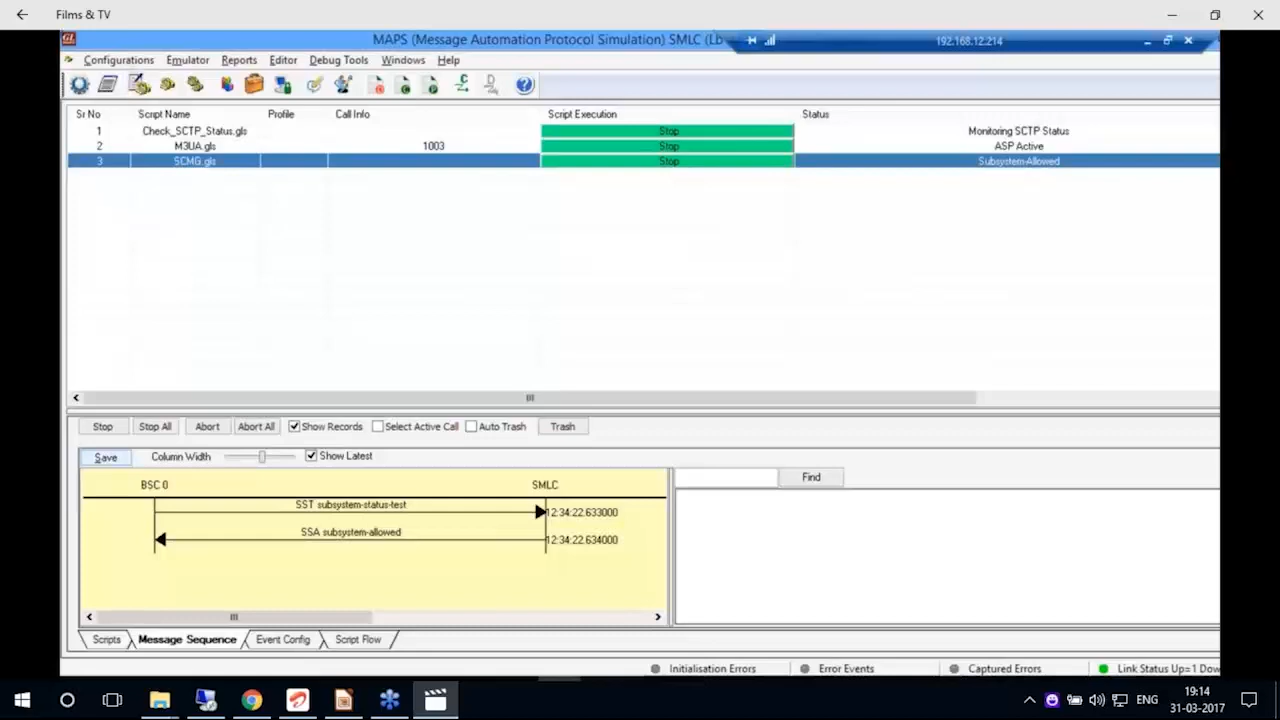 Films & TV
MAPS (Message Automation Protocol Simulation) SMLC (Lb
192.168.12.214
Configurations Emulator Reports Editor Debug Tools Windows Help
Sr No Script Name Profile Call Info Script Execution Status
1 Check_SCTP_Status.gls Stop Monitoring SCTP Status
2 M3UA.gls 1003 Stop ASP Active
3 SCMG.gls Stop Subsystem-Allowed
Stop Stop All Abort Abort All Show Records Select Active Call Auto Trash Trash
Save Column Width Show Latest
Find
BSC 0 SMLC
SST subsystem-status-test
12:34:22.633000
SSA subsystem-allowed
12:34:22.634000
Scripts Message Sequence Event Config Script Flow
Initialisation Errors Error Events Captured Errors Link Status Up=1 Dow
ENG
19:14
31-03-2017